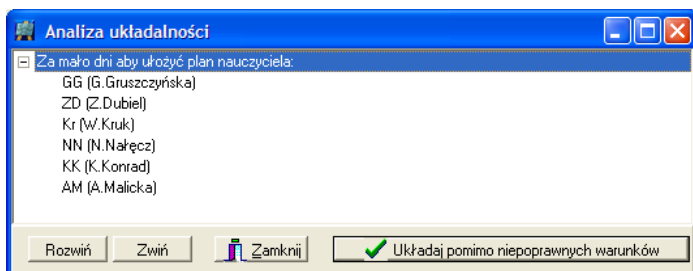 Analiza układalności
Za mało dni aby ułożyć plan nauczyciela:
GG (G.Gruszczyńska)
ZD (Z.Dubiel)
Kr (W.Kruk)
NN (N.Nałęcz)
KK (K.Konrad)
AM (A.Malicka)
Rozwiń Zwiń Zamknij Układaj pomimo niepoprawnych warunków